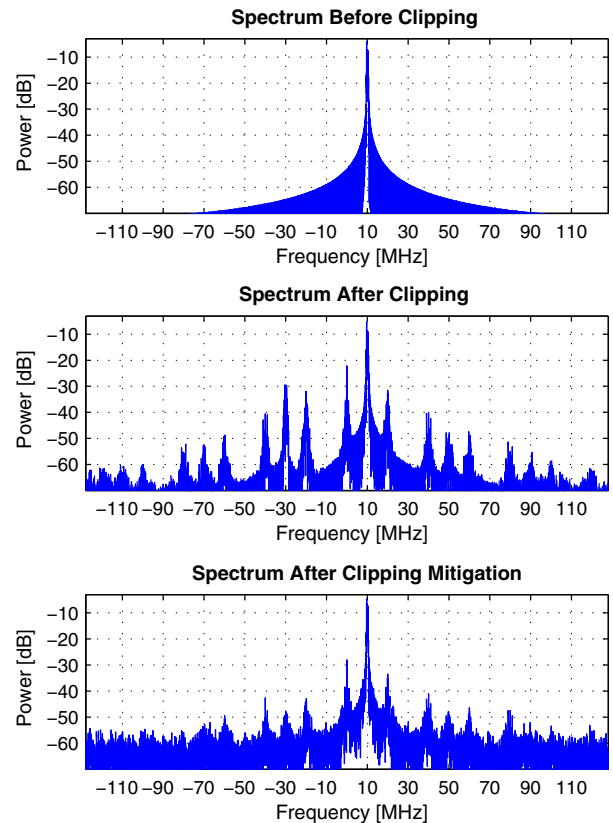 Spectrum Before Clipping
Power [dB]
−10
−20
−30
−40
−50
−60
−110 −90 −70 −50 −30 −10 10 30 50 70 90 110
Frequency [MHz]
Spectrum After Clipping
Power [dB]
−10
−20
−30
−40
−50
−60
−110 −90 −70 −50 −30 −10 10 30 50 70 90 110
Frequency [MHz]
Spectrum After Clipping Mitigation
Power [dB]
−10
−20
−30
−40
−50
−60
−110 −90 −70 −50 −30 −10 10 30 50 70 90 110
Frequency [MHz]